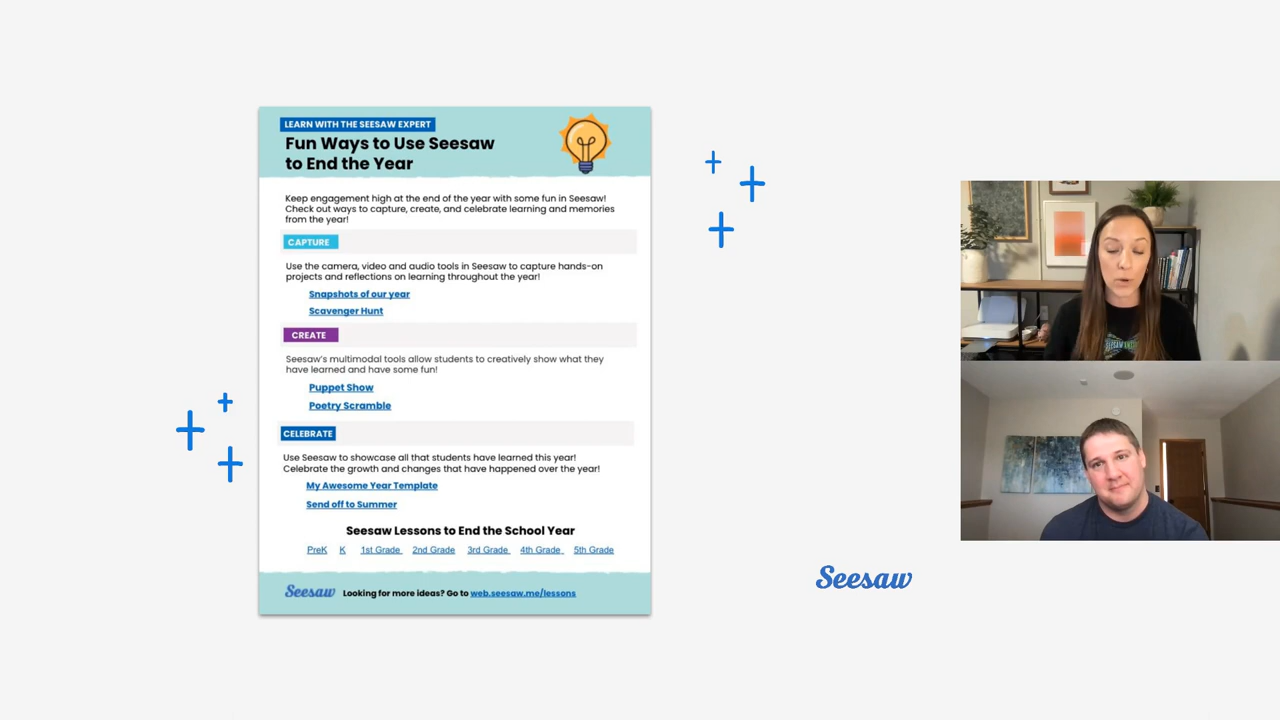 LEARN WITH THE SEESAW EXPERT
Fun Ways to Use Seesaw
to End the Year
Keep engagement high at the end of the year with some fun in Seesaw!
Check out ways to capture, create, and celebrate learning and memories
from the year!
CAPTURE
Use the camera, video and audio tools in Seesaw to capture hands-on
projects and reflections on learning throughout the year!
Snapshots of our year
Scavenger Hunt
CREATE
Seesaw's multimodal tools allow students to creatively show what they
have learned and have some fun!
Puppet Show
Poetry Scramble
CELEBRATE
Use Seesaw to showcase all that students have learned this year!
Celebrate the growth and changes that have happened over the year!
My Awesome Year Template
Send off to Summer
Seesaw Lessons to End the School Year
PreK K 1st Grade 2nd Grade 3rd Grade 4th Grade 5th Grade
Seesaw Looking for more ideas? Go to web.seesaw.me/lessons
Seesaw